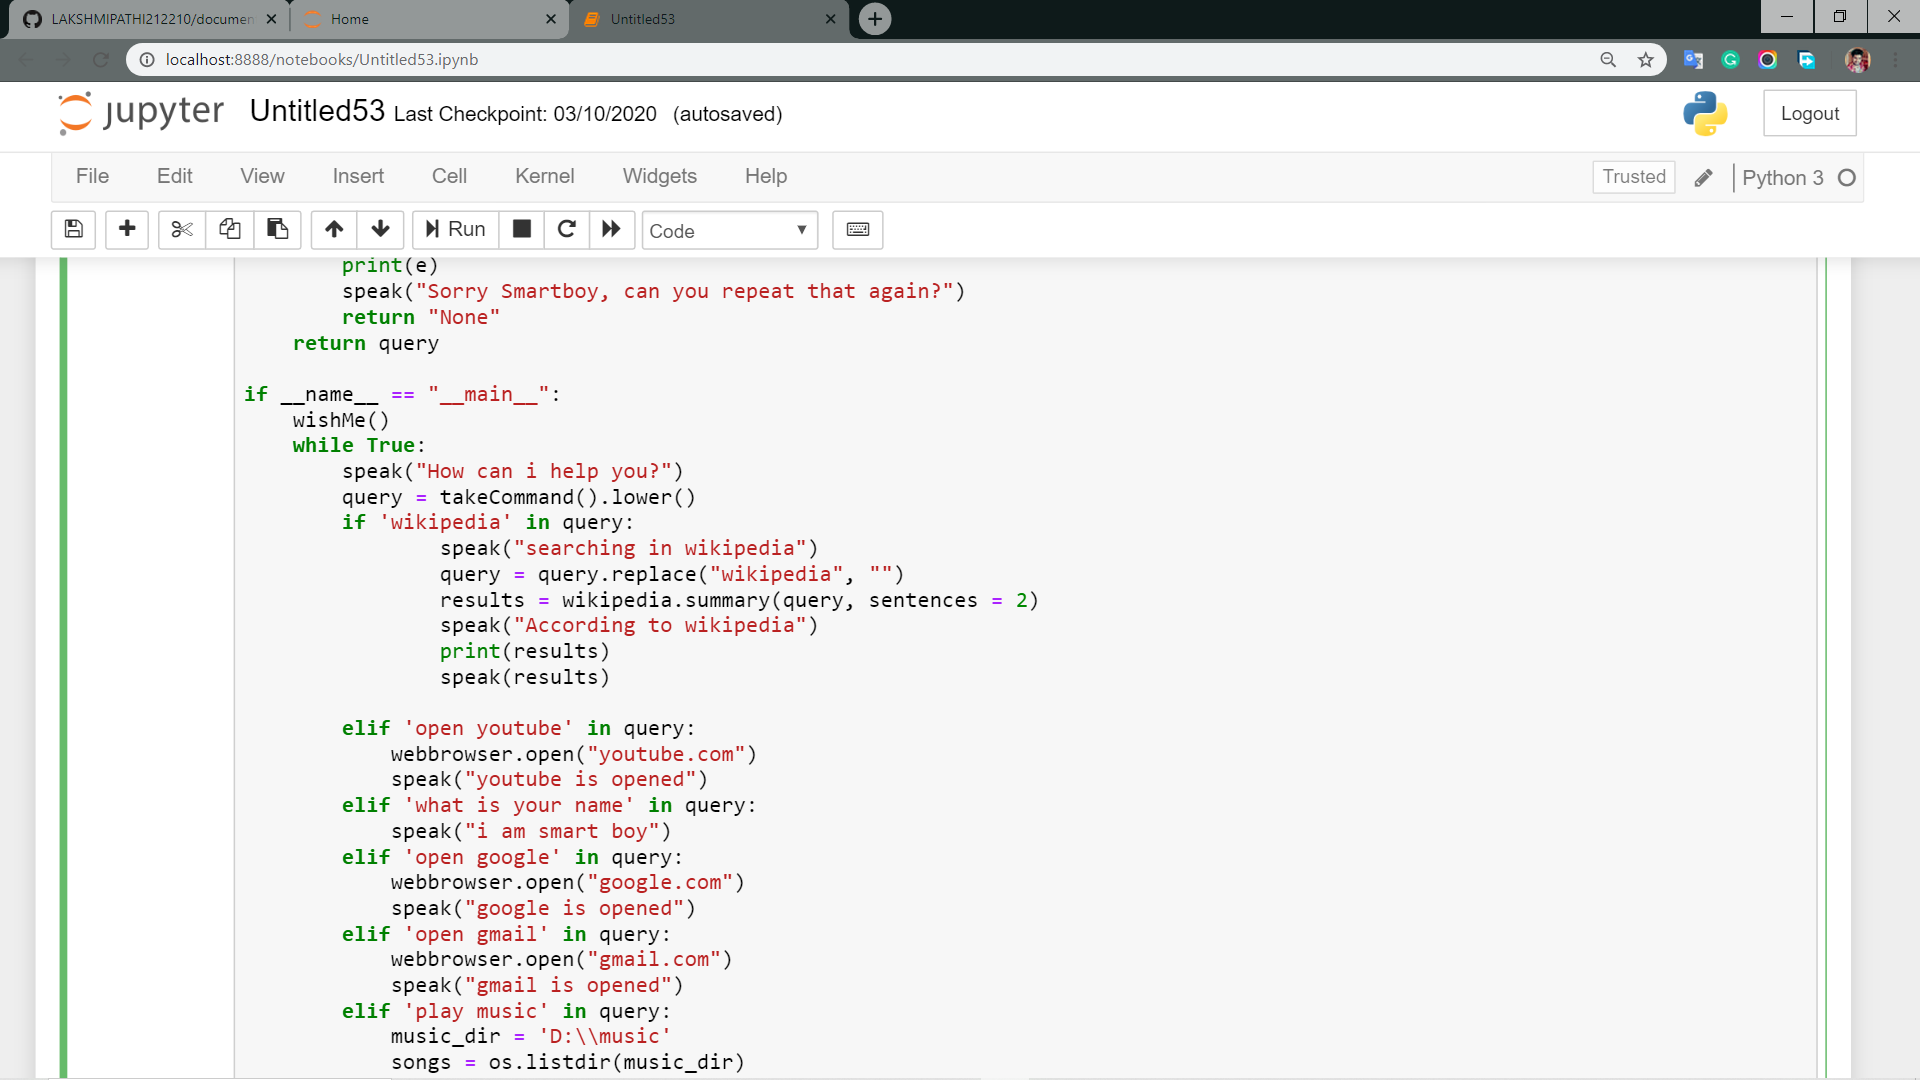 LAKSHMIPATHI212210/documen
Home
Untitled53
localhost:8888/notebooks/Untitled53.ipynb
jupyter Untitled53 Last Checkpoint: 03/10/2020 (autosaved)
Logout
File Edit View Insert Cell Kernel Widgets Help
Trusted
Python 3
Run
Code
print(e)
speak("Sorry Smartboy, can you repeat that again?")
return "None"
return query
if __name__ == "__main__":
wishMe()
while True:
speak("How can i help you?")
query = takeCommand().lower()
if 'wikipedia' in query:
speak("searching in wikipedia")
query = query.replace("wikipedia", "")
results = wikipedia.summary(query, sentences = 2)
speak("According to wikipedia")
print(results)
speak(results)
elif 'open youtube' in query:
webbrowser.open("youtube.com")
speak("youtube is opened")
elif 'what is your name' in query:
speak("i am smart boy")
elif 'open google' in query:
webbrowser.open("google.com")
speak("google is opened")
elif 'open gmail' in query:
webbrowser.open("gmail.com")
speak("gmail is opened")
elif 'play music' in query:
music_dir = 'D:\\music'
songs = os.listdir(music_dir)